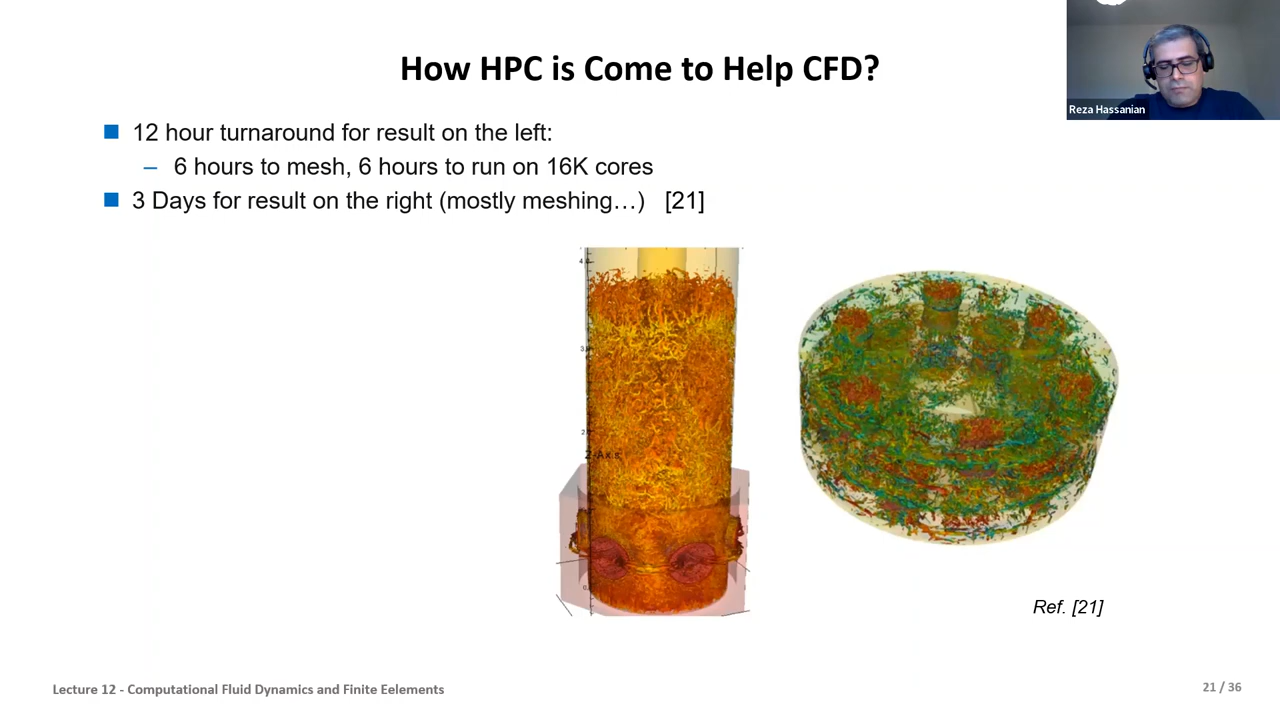 How HPC is Come to Help CFD?
Reza Hassanian
12 hour turnaround for result on the left:
– 6 hours to mesh, 6 hours to run on 16K cores
3 Days for result on the right (mostly meshing…) [21]
Z-Axis
Ref. [21]
Lecture 12 - Computational Fluid Dynamics and Finite Eelements
21 / 36